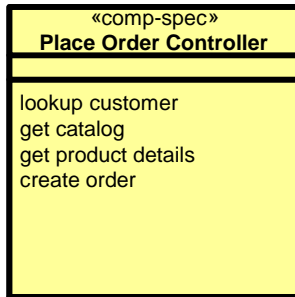 «comp-spec»
Place Order Controller
lookup customer
get catalog
get product details
create order